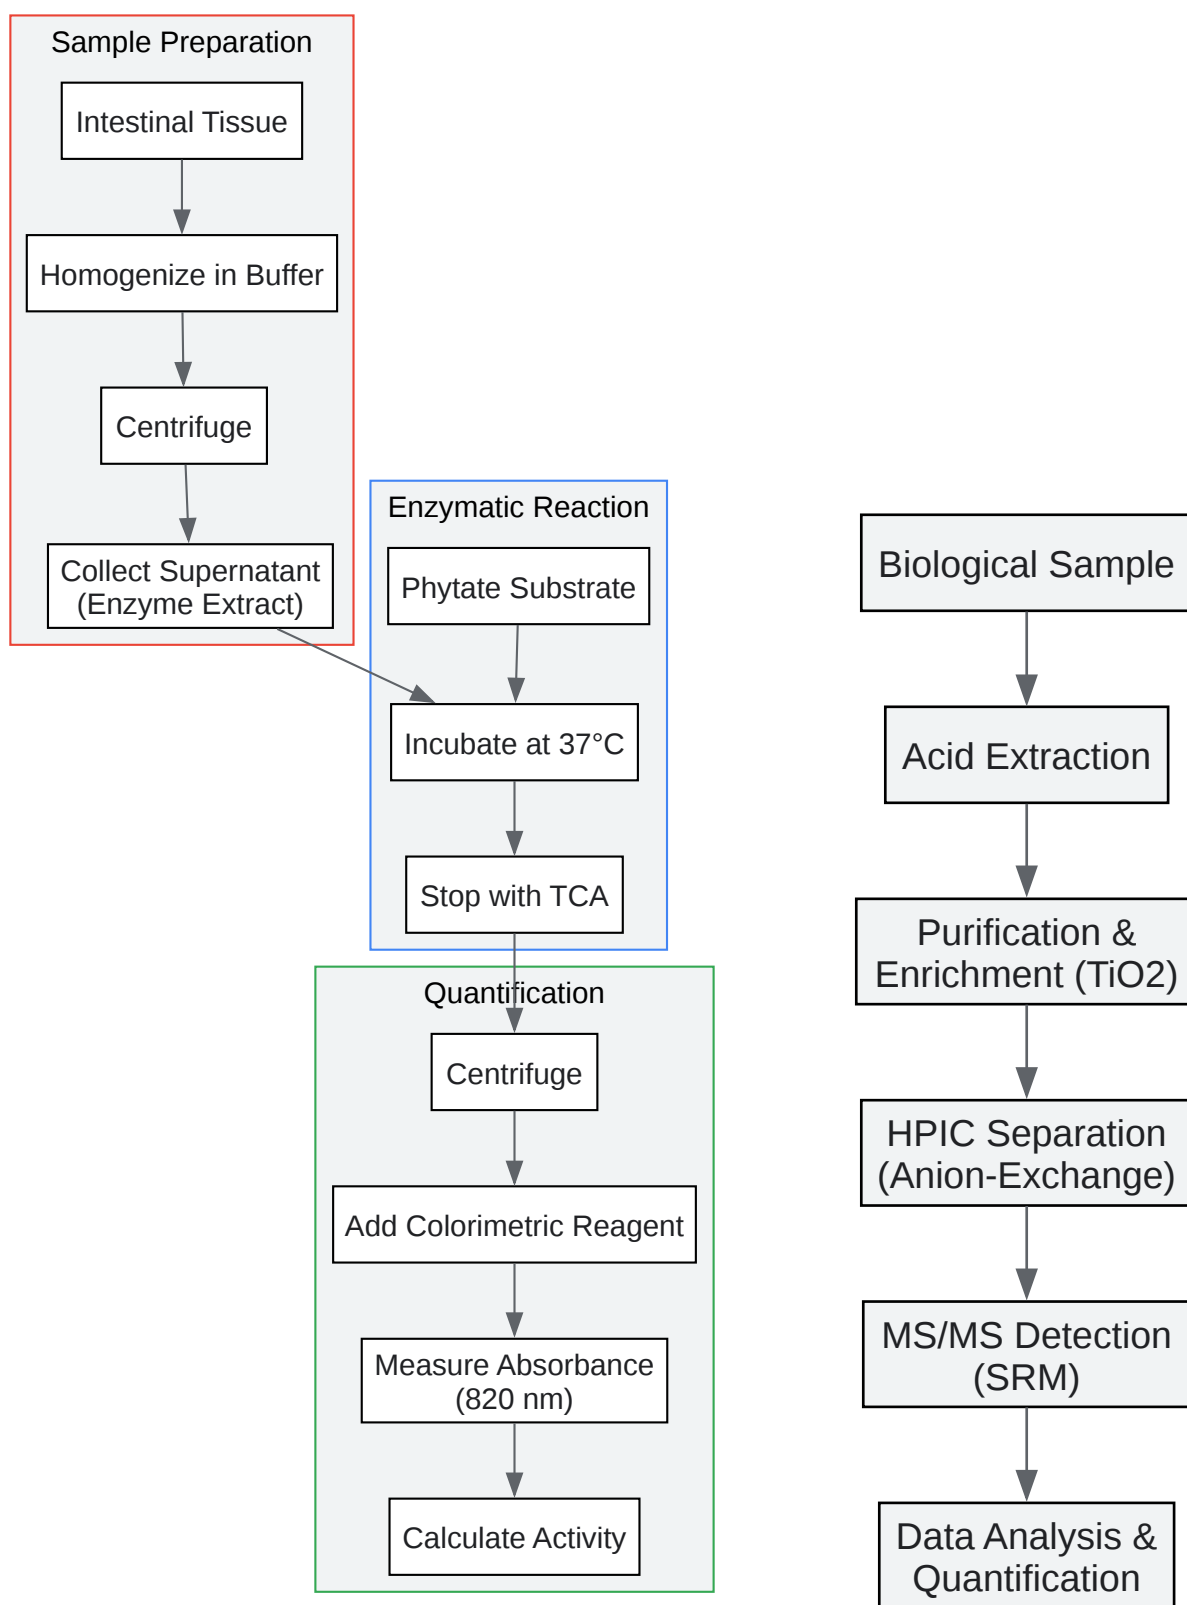 Sample Preparation
Intestinal Tissue
Homogenize in Buffer
Centrifuge
Collect Supernatant
(Enzyme Extract)
Enzymatic Reaction
Phytate Substrate
Incubate at 37°C
Stop with TCA
Quantification
Centrifuge
Add Colorimetric Reagent
Measure Absorbance
(820 nm)
Calculate Activity
Biological Sample
Acid Extraction
Purification &
Enrichment (TiO2)
HPIC Separation
(Anion-Exchange)
MS/MS Detection
(SRM)
Data Analysis &
Quantification